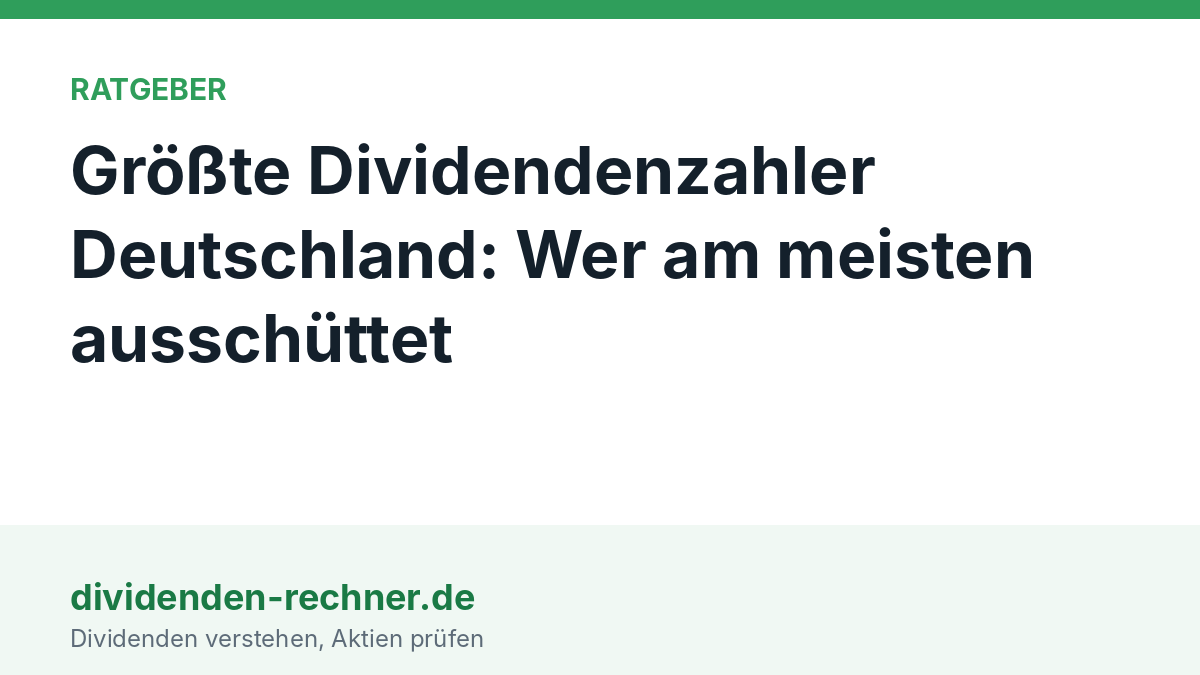 RATGEBER
Größte Dividendenzahler
Deutschland: Wer am meisten
ausschüttet
dividenden-rechner.de
Dividenden verstehen, Aktien prüfen